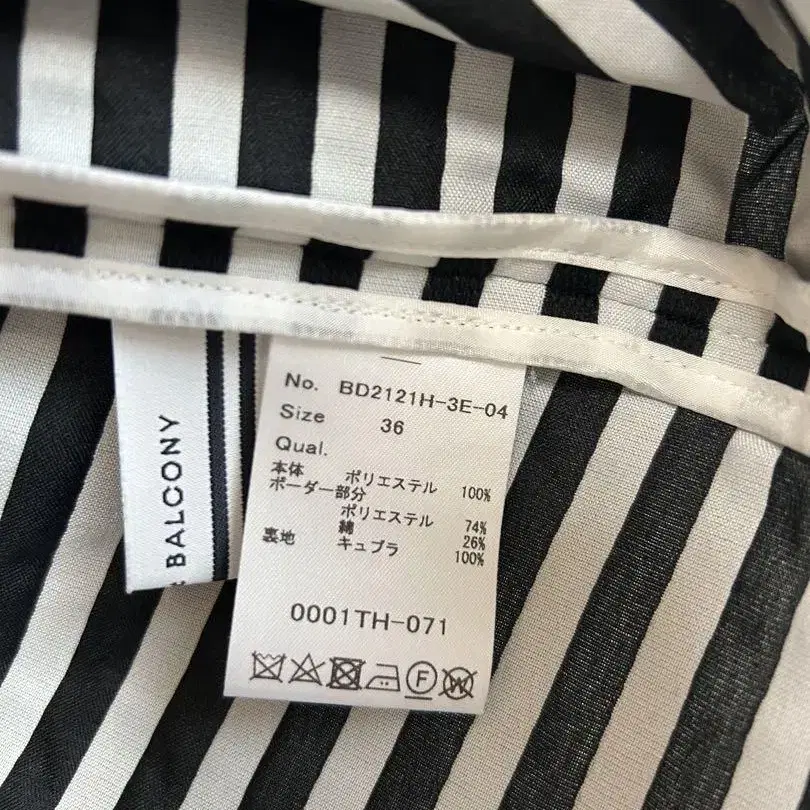 BALCONY
No. BD2121H-3E-04
Size 36
Qual.
本体 ポリエステル 100%
ボーダー部分
ポリエステル 74%
綿 26%
裏地 キュプラ 100%
0001TH-071
F W